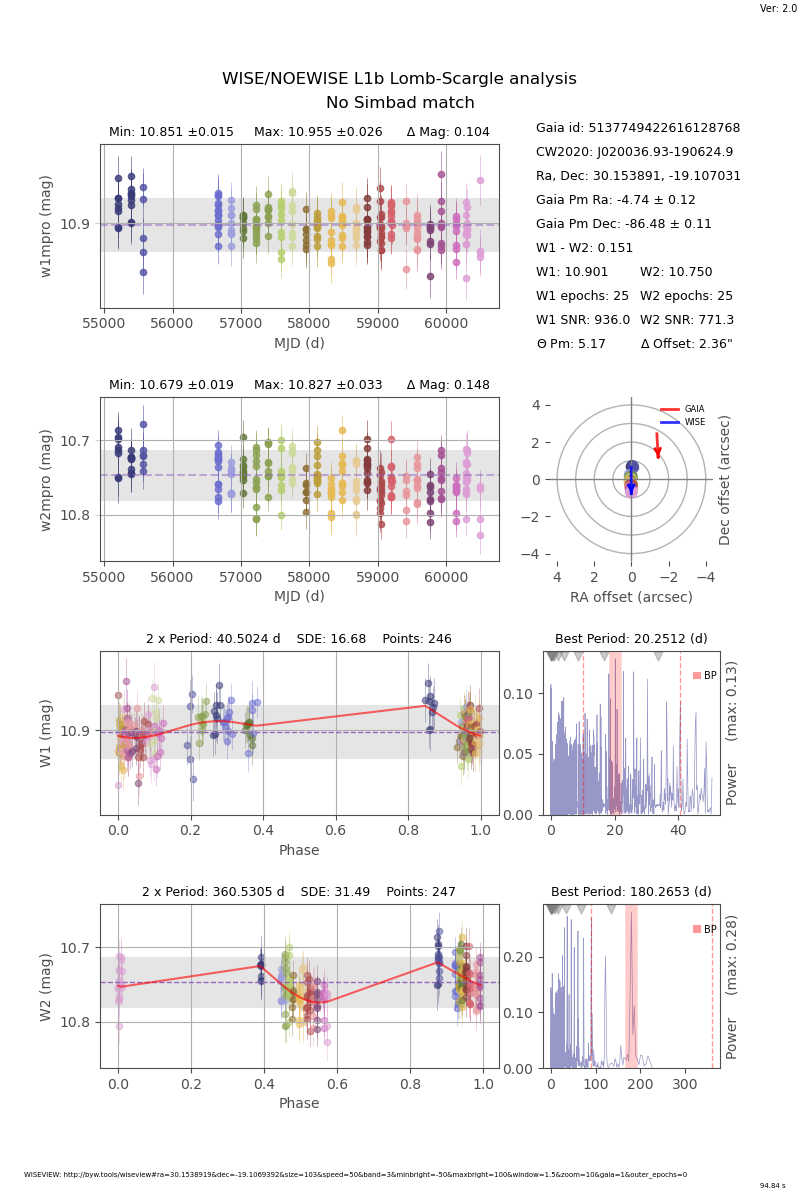 Ver: 2.0
WISE/NOEWISE L1b Lomb-Scargle analysis
No Simbad match
Min: 10.851 ±0.015 Max: 10.955 ±0.026 Δ Mag: 0.104
10.9
w1mpro (mag)
55000 56000 57000 58000 59000 60000
MJD (d)
Gaia id: 5137749422616128768
CW2020: J020036.93-190624.9
Ra, Dec: 30.153891, -19.107031
Gaia Pm Ra: -4.74 ± 0.12
Gaia Pm Dec: -86.48 ± 0.11
W1 - W2: 0.151
W1: 10.901 W2: 10.750
W1 epochs: 25 W2 epochs: 25
W1 SNR: 936.0 W2 SNR: 771.3
Θ Pm: 5.17 Δ Offset: 2.36"
Min: 10.679 ±0.019 Max: 10.827 ±0.033 Δ Mag: 0.148
10.7
10.8
w2mpro (mag)
55000 56000 57000 58000 59000 60000
MJD (d)
GAIA
WISE
4
2
0
−2
−4
4 2 0 −2 −4
RA offset (arcsec)
Dec offset (arcsec)
2 x Period: 40.5024 d SDE: 16.68 Points: 246
10.9
W1 (mag)
0.0 0.2 0.4 0.6 0.8 1.0
Phase
Best Period: 20.2512 (d)
BP
0.10
0.05
0.00
0 20 40
Power (max: 0.13)
2 x Period: 360.5305 d SDE: 31.49 Points: 247
10.7
10.8
W2 (mag)
0.0 0.2 0.4 0.6 0.8 1.0
Phase
Best Period: 180.2653 (d)
BP
0.20
0.10
0.00
0 100 200 300
Power (max: 0.28)
WISEVIEW: http://byw.tools/wiseview#ra=30.1538919&dec=-19.1069392&size=103&speed=50&band=3&minbright=-50&maxbright=100&window=1.5&zoom=10&gaia=1&outer_epochs=0
94.84 s